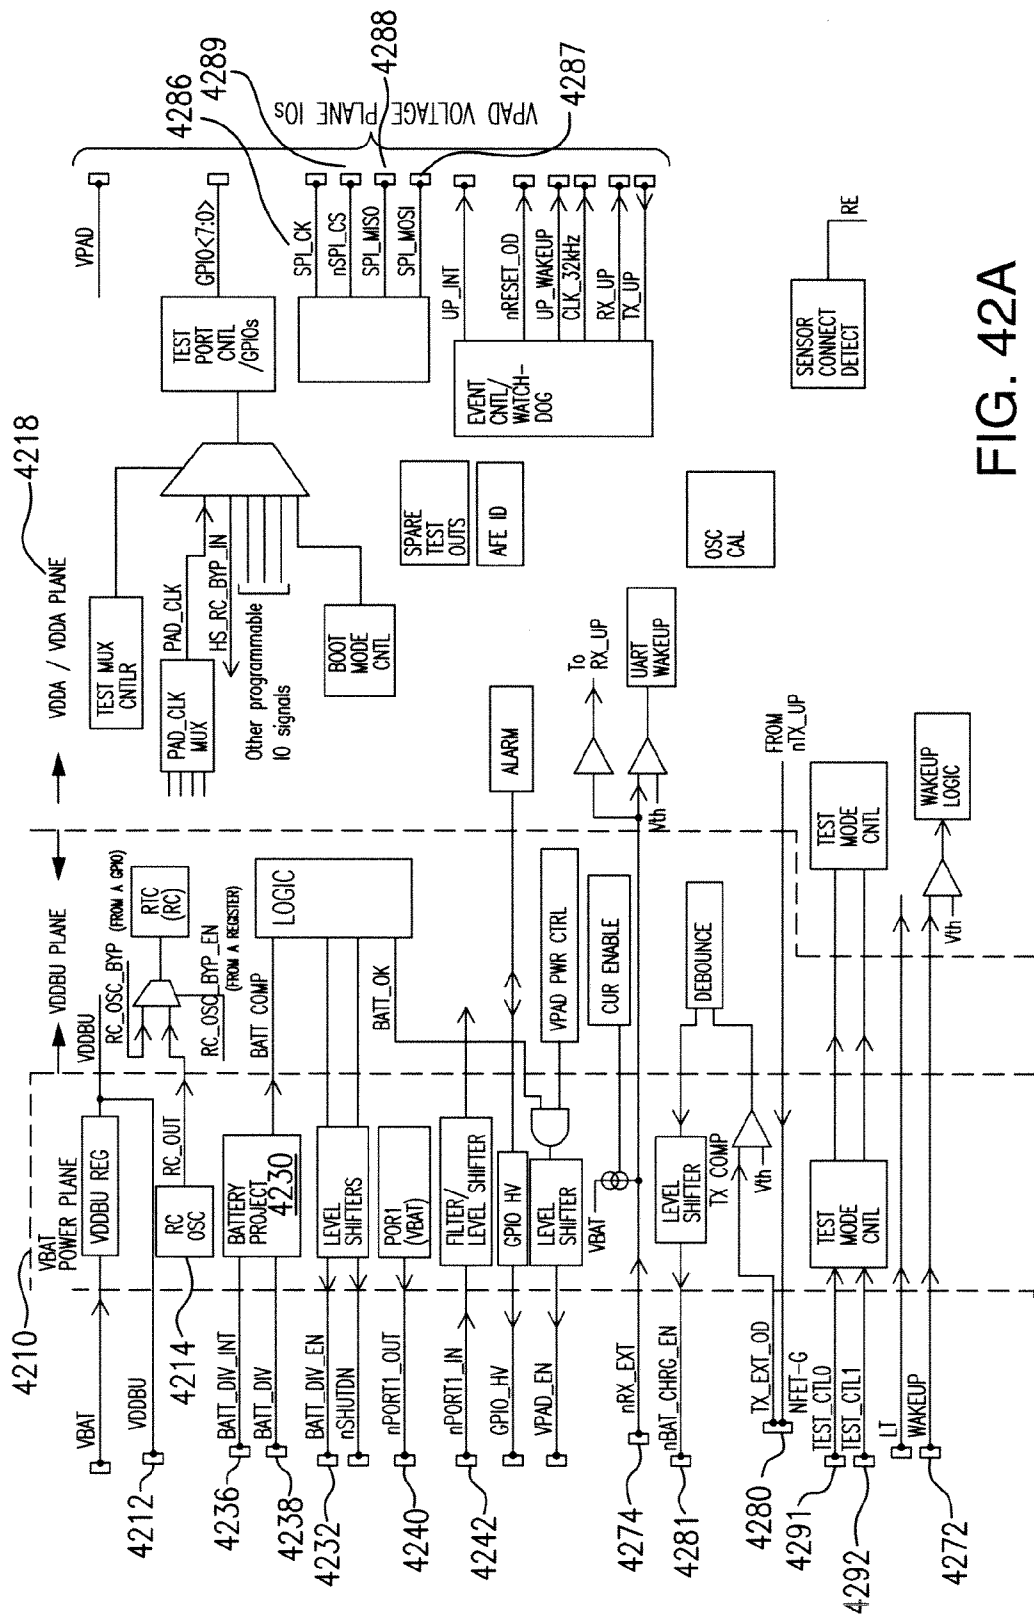 4210
VBAT
POWER PLANE
VDDBU PLANE
VDDA / VDDA PLANE
4218
VBAT
VDDBU REG
VDDBU
VDDBU
4212
RC
OSC
4214
RC_OUT
RC_OSC_BYP
(FROM A GPIO)
RC_OSC_BYP_EN
(FROM A REGISTER)
RTC
(RC)
TEST MUX
CNTLR
PAD_CLK
MUX
PAD_CLK
HS_RC_BYP_IN
Other programmable
IO signals
BOOT
MODE
CNTL
TEST
PORT
CNTL
/GPIOs
VPAD
GPIO<7:0>
SPI_CK
nSPI_CS
SPI_MISO
SPI_MOSI
4286
4289
4288
4287
VPAD VOLTAGE PLANE IOs
4236
BATT_DIV_INT
4238
BATT_DIV
BATTERY
PROJECT
4230
BATT COMP
LOGIC
4232
BATT_DIV_EN
nSHUTDN
LEVEL
SHIFTERS
BATT_OK
4240
nPORT1_OUT
POR1
(VBAT)
4242
nPORT1_IN
FILTER/
LEVEL SHIFTER
GPIO_HV
GPIO HV
ALARM
VPAD_EN
LEVEL
SHIFTER
VPAD PWR CTRL
SPARE
TEST
OUTS
AFE ID
EVENT
CNTL/
WATCH-
DOG
UP_INT
nRESET_OD
UP_WAKEUP
CLK_32kHz
RX_UP
TX_UP
VBAT
CUR ENABLE
4274
nRX_EXT
To
RX_UP
Vth
UART
WAKEUP
4281
nBAT_CHRG_EN
LEVEL
SHIFTER
DEBOUNCE
TX COMP
Vth
OSC
CAL
4280
TX_EXT_OD
NFET-G
FROM
nTX_UP
4291
TEST_CTL0
4292
TEST_CTL1
TEST
MODE
CNTL
TEST
MODE
CNTL
SENSOR
CONNECT
DETECT
RE
LT
4272
WAKEUP
Vth
WAKEUP
LOGIC
FIG. 42A